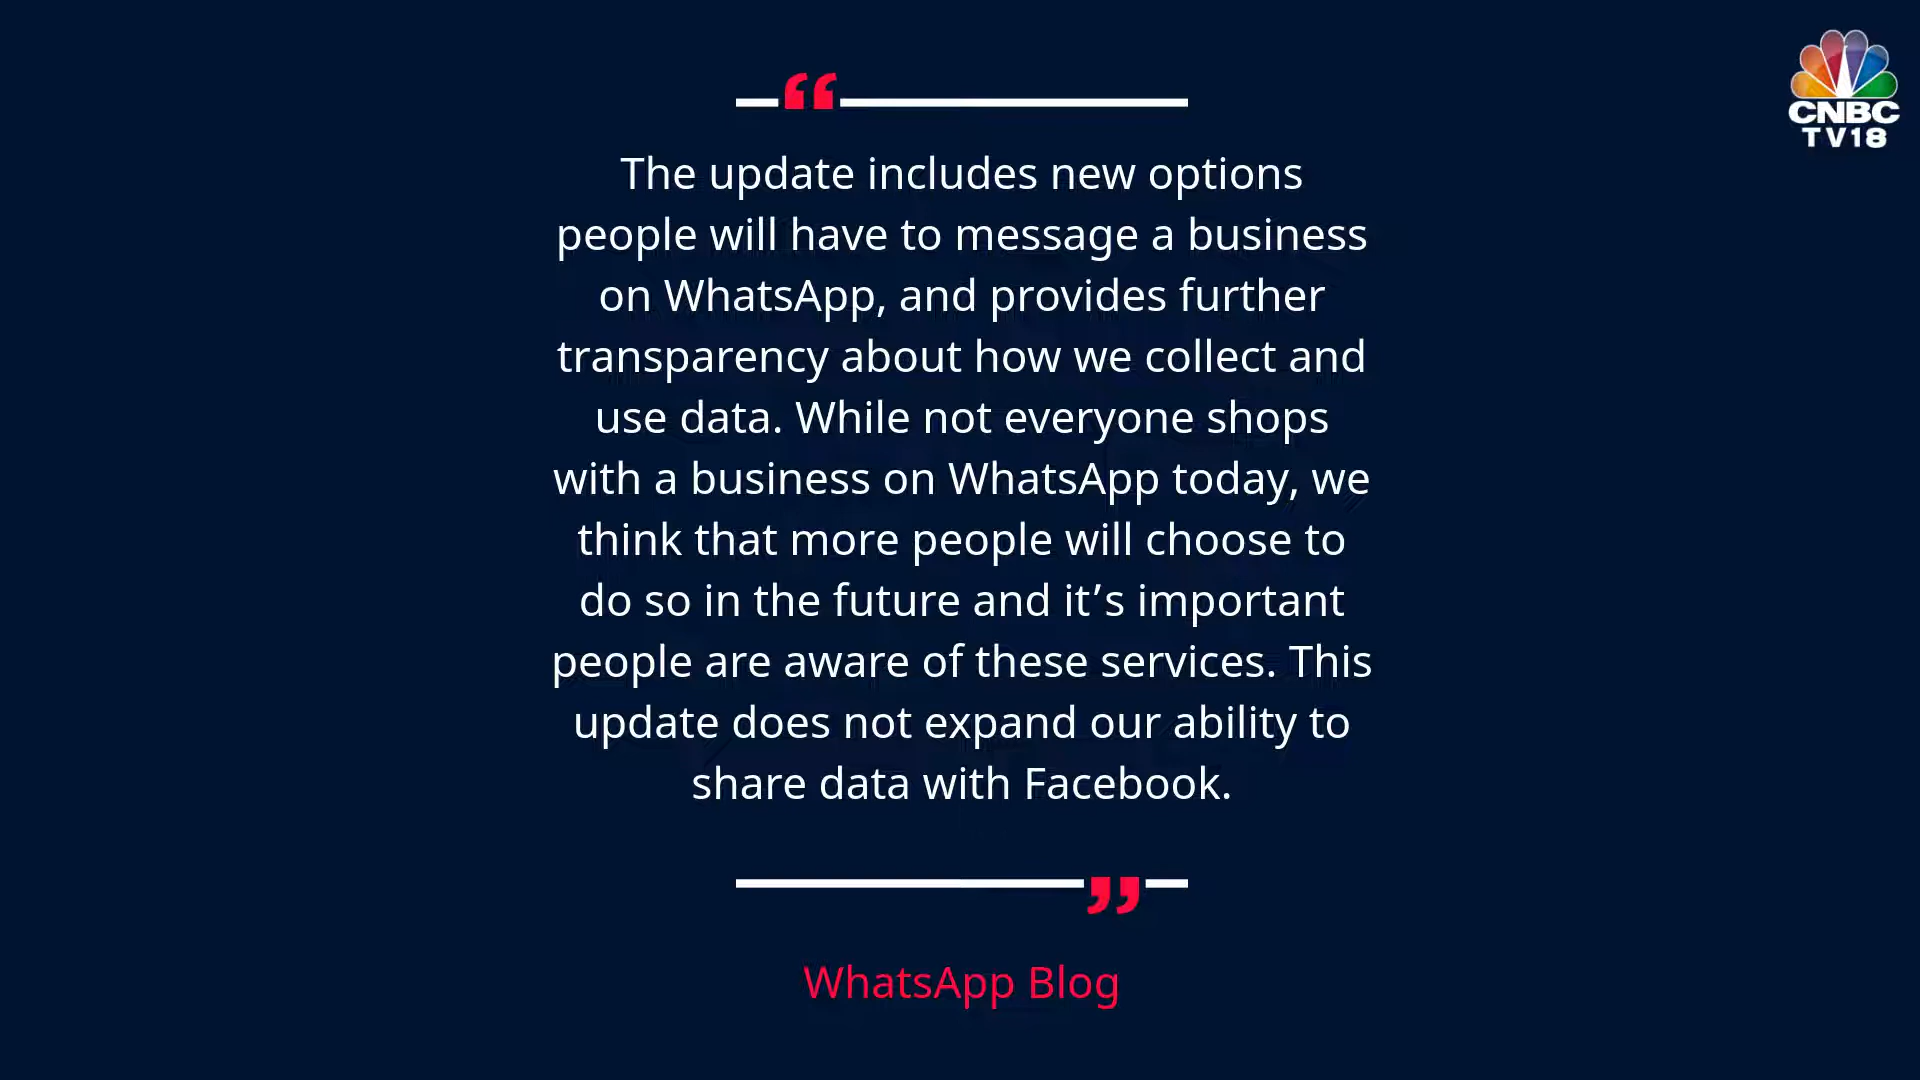 “
The update includes new options
people will have to message a business
on WhatsApp, and provides further
transparency about how we collect and
use data. While not everyone shops
with a business on WhatsApp today, we
think that more people will choose to
do so in the future and it’s important
people are aware of these services. This
update does not expand our ability to
share data with Facebook.
”
WhatsApp Blog
CNBC
TV18